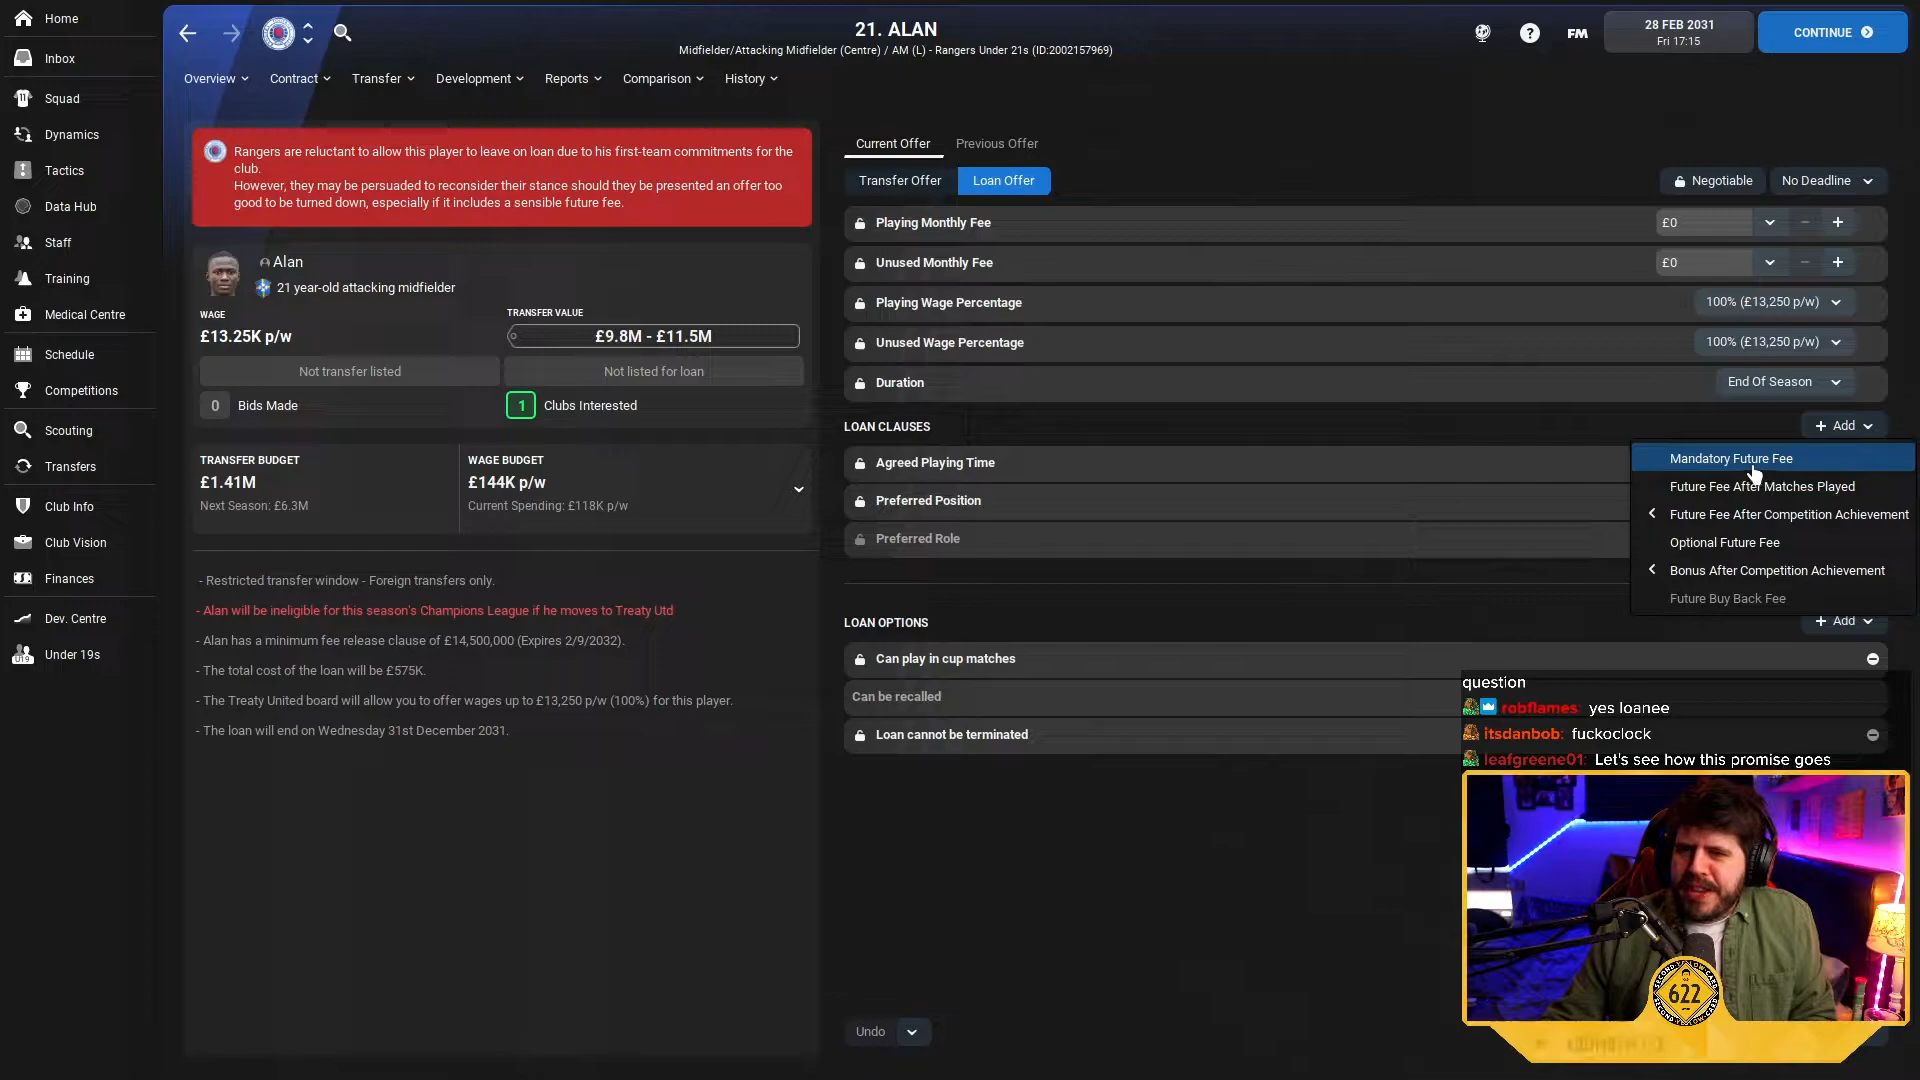 Home
Inbox
Squad
Dynamics
Tactics
Data Hub
Staff
Training
Medical Centre
Schedule
Competitions
Scouting
Transfers
Club Info
Club Vision
Finances
Dev. Centre
U19 Under 19s
21. ALAN
Midfielder/Attacking Midfielder (Centre) / AM (L) - Rangers Under 21s (ID:2002157969)
FM
28 FEB 2031
Fri 17:15
CONTINUE
Overview
Contract
Transfer
Development
Reports
Comparison
History
Rangers are reluctant to allow this player to leave on loan due to his first-team commitments for the
club.
However, they may be persuaded to reconsider their stance should they be presented an offer too
good to be turned down, especially if it includes a sensible future fee.
Alan
21 year-old attacking midfielder
WAGE
£13.25K p/w
TRANSFER VALUE
£9.8M - £11.5M
Not transfer listed
Not listed for loan
0 Bids Made
1 Clubs Interested
TRANSFER BUDGET
£1.41M
Next Season: £6.3M
WAGE BUDGET
£144K p/w
Current Spending: £118K p/w
- Restricted transfer window - Foreign transfers only.
- Alan will be ineligible for this season's Champions League if he moves to Treaty Utd
- Alan has a minimum fee release clause of £14,500,000 (Expires 2/9/2032).
- The total cost of the loan will be £575K.
- The Treaty United board will allow you to offer wages up to £13,250 p/w (100%) for this player.
- The loan will end on Wednesday 31st December 2031.
Current Offer
Previous Offer
Transfer Offer
Loan Offer
Negotiable
No Deadline
Playing Monthly Fee £0
Unused Monthly Fee £0
Playing Wage Percentage 100% (£13,250 p/w)
Unused Wage Percentage 100% (£13,250 p/w)
Duration End Of Season
LOAN CLAUSES
+ Add
Agreed Playing Time
Preferred Position
Preferred Role
Mandatory Future Fee
Future Fee After Matches Played
Future Fee After Competition Achievement
Optional Future Fee
Bonus After Competition Achievement
Future Buy Back Fee
LOAN OPTIONS
+ Add
Can play in cup matches
Can be recalled
Loan cannot be terminated
Undo
question
robflames: yes loanee
itsdanbob: fuckoclock
leafgreene01: Let's see how this promise goes
SECOND YELLOW CARD
622